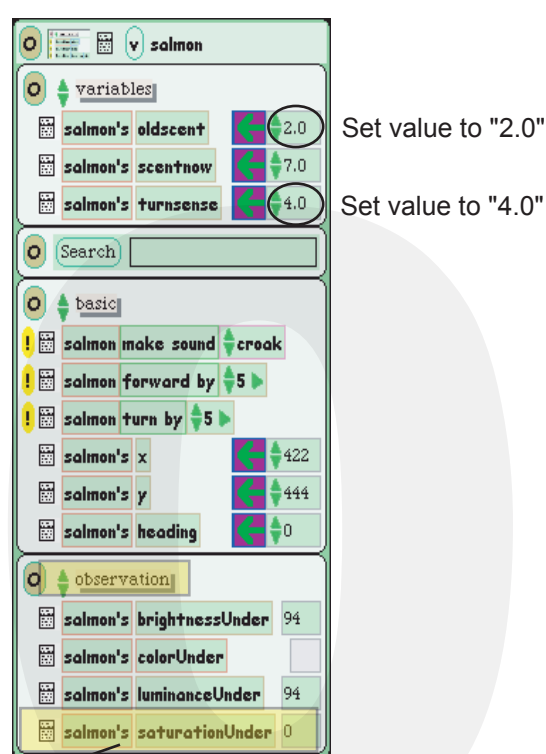 salmon
variables
salmon's oldscent 2.0 Set value to "2.0"
salmon's scentnow 7.0
salmon's turnsense 4.0 Set value to "4.0"
Search
basic
! salmon make sound croak
! salmon forward by 5
! salmon turn by 5
salmon's x 422
salmon's y 444
salmon's heading 0
observation
salmon's brightnessUnder 94
salmon's colorUnder
salmon's luminanceUnder 94
salmon's saturationUnder 0